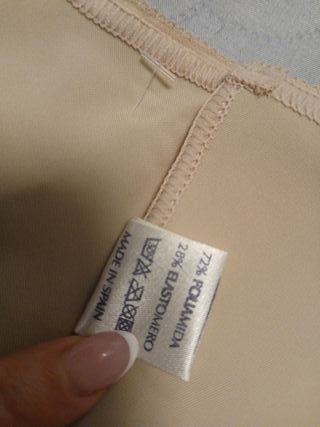 72% POLIAMIDA
28% ELASTOMERO
MADE IN SPAIN